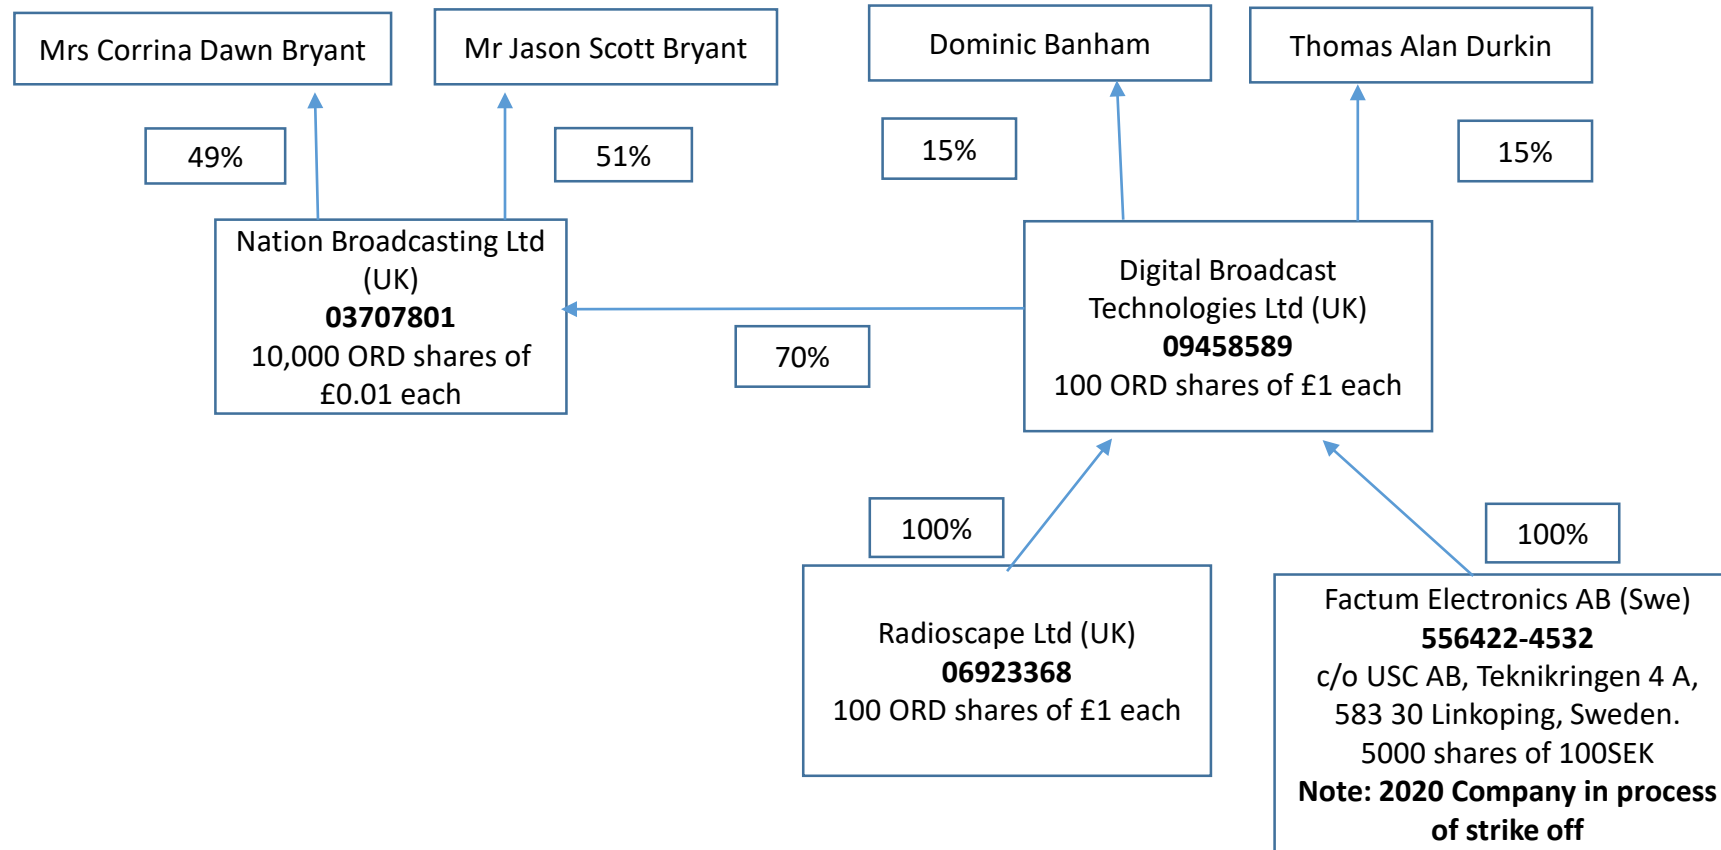 Mrs Corrina Dawn Bryant
Mr Jason Scott Bryant
Dominic Banham
Thomas Alan Durkin
49%
51%
15%
15%
Nation Broadcasting Ltd
(UK)
03707801
10,000 ORD shares of
£0.01 each
70%
Digital Broadcast
Technologies Ltd (UK)
09458589
100 ORD shares of £1 each
100%
100%
Radioscape Ltd (UK)
06923368
100 ORD shares of £1 each
Factum Electronics AB (Swe)
556422-4532
c/o USC AB, Teknikringen 4 A,
583 30 Linkoping, Sweden.
5000 shares of 100SEK
Note: 2020 Company in process
of strike off